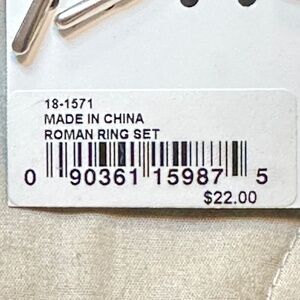 18-1571
MADE IN CHINA
ROMAN RING SET
0 90361 15987 5
$22.00